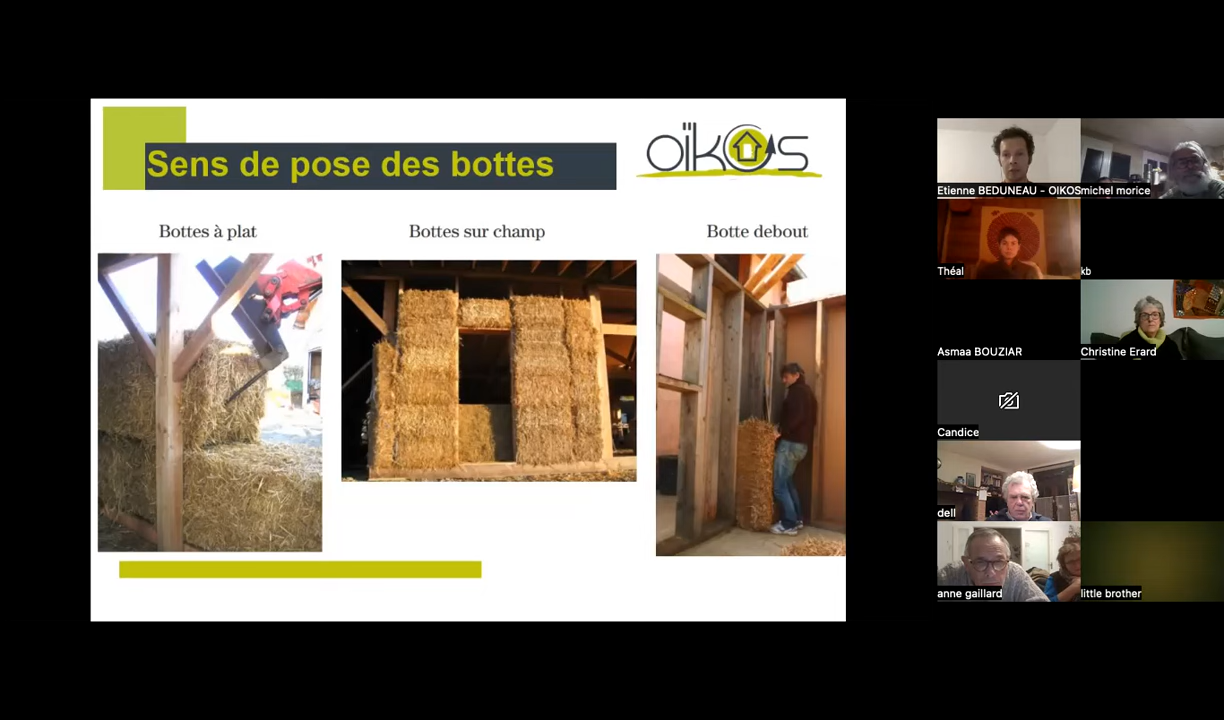 Sens de pose des bottes
oïkos
Bottes à plat
Bottes sur champ
Botte debout
Etienne BEDUNEAU - OIKOS
michel morice
Théal
kb
Asmaa BOUZIAR
Christine Erard
Candice
dell
anne gaillard
little brother